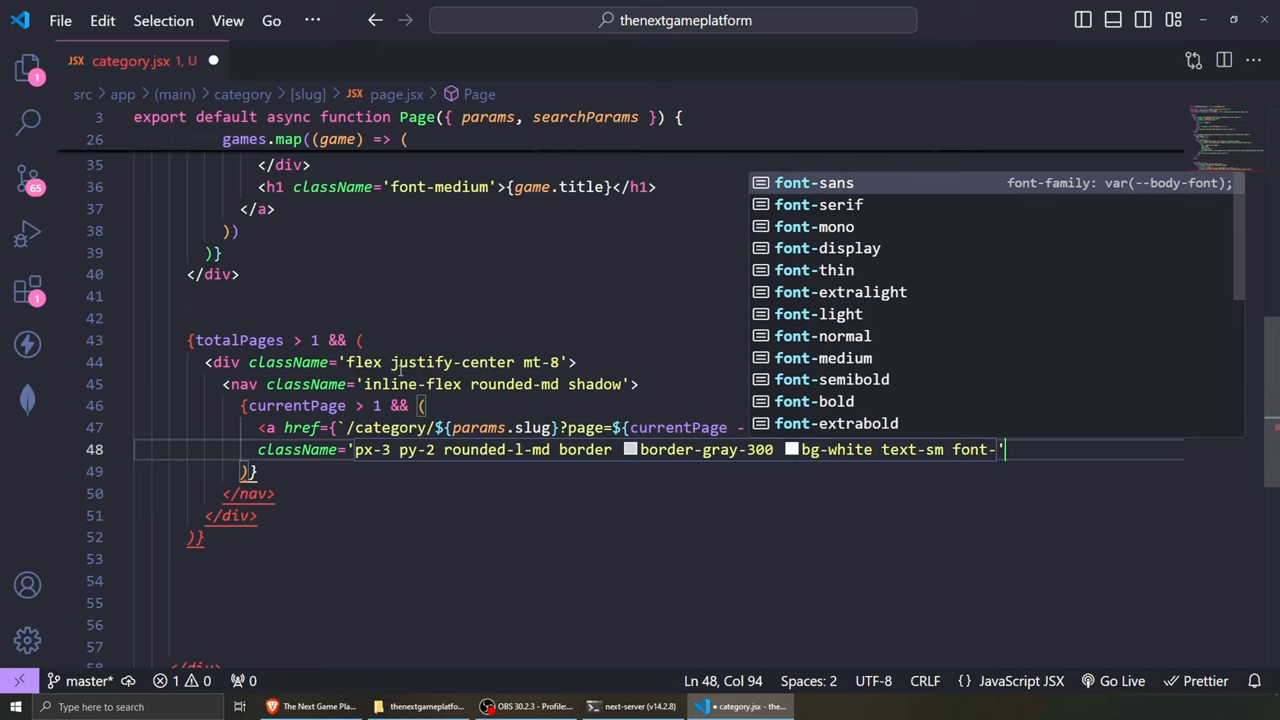 File Edit Selection View Go ··· thenextgameplatform
JSX category.jsx 1, U
src > app > (main) > category > [slug] > JSX page.jsx > Page
3 export default async function Page({ params, searchParams }) {
26 games.map((game) => (
35 </div>
36 <h1 className='font-medium'>{game.title}</h1>
37 </a>
38 ))
39 )}
40 </div>
41
42
43 {totalPages > 1 && (
44 <div className='flex justify-center mt-8'>
45 <nav className='inline-flex rounded-md shadow'>
46 {currentPage > 1 && (
47 <a href={`/category/${params.slug}?page=${currentPage -
48 className='px-3 py-2 rounded-l-md border border-gray-300 bg-white text-sm font-'
49 )}
50 </nav>
51 </div>
52 )}
53
54
55
56
57
58 </div>
font-sans font-family: var(--body-font);
font-serif
font-mono
font-display
font-thin
font-extralight
font-light
font-normal
font-medium
font-semibold
font-bold
font-extrabold
1
65
1
master* 1 0 0 Ln 48, Col 94 Spaces: 2 UTF-8 CRLF {} JavaScript JSX Go Live Prettier
Type here to search The Next Game Pla... thenextgameplatfo... OBS 30.2.3 - Profile:... next-server (v14.2.8) • category.jsx - the...